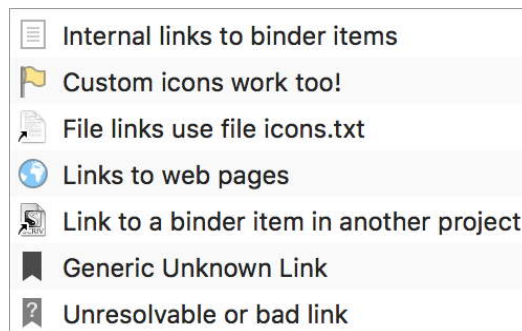 Internal links to binder items
Custom icons work too!
File links use file icons.txt
Links to web pages
Link to a binder item in another project
Generic Unknown Link
Unresolvable or bad link